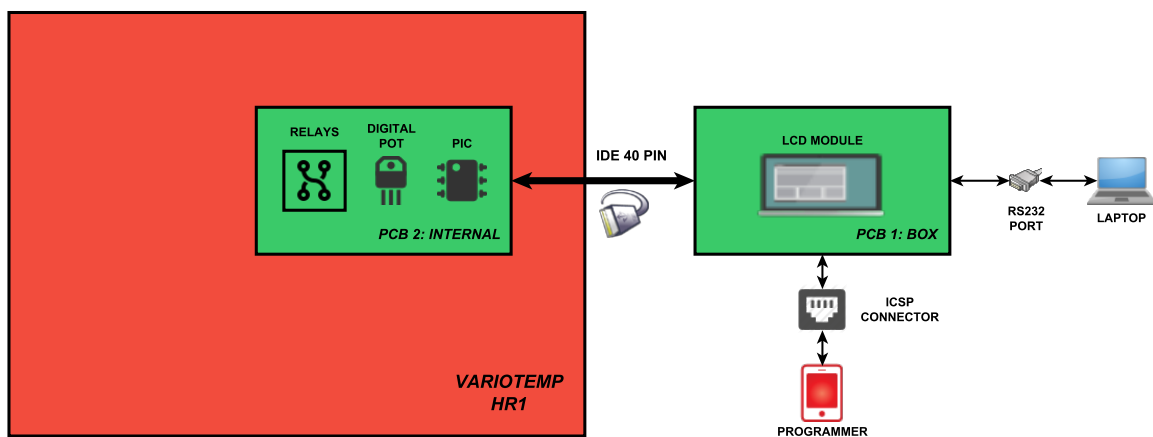 RELAYS
DIGITAL
POT
PIC
PCB 2: INTERNAL
VARIOTEMP
HR1
IDE 40 PIN
LCD MODULE
PCB 1: BOX
RS232
PORT
LAPTOP
ICSP
CONNECTOR
PROGRAMMER